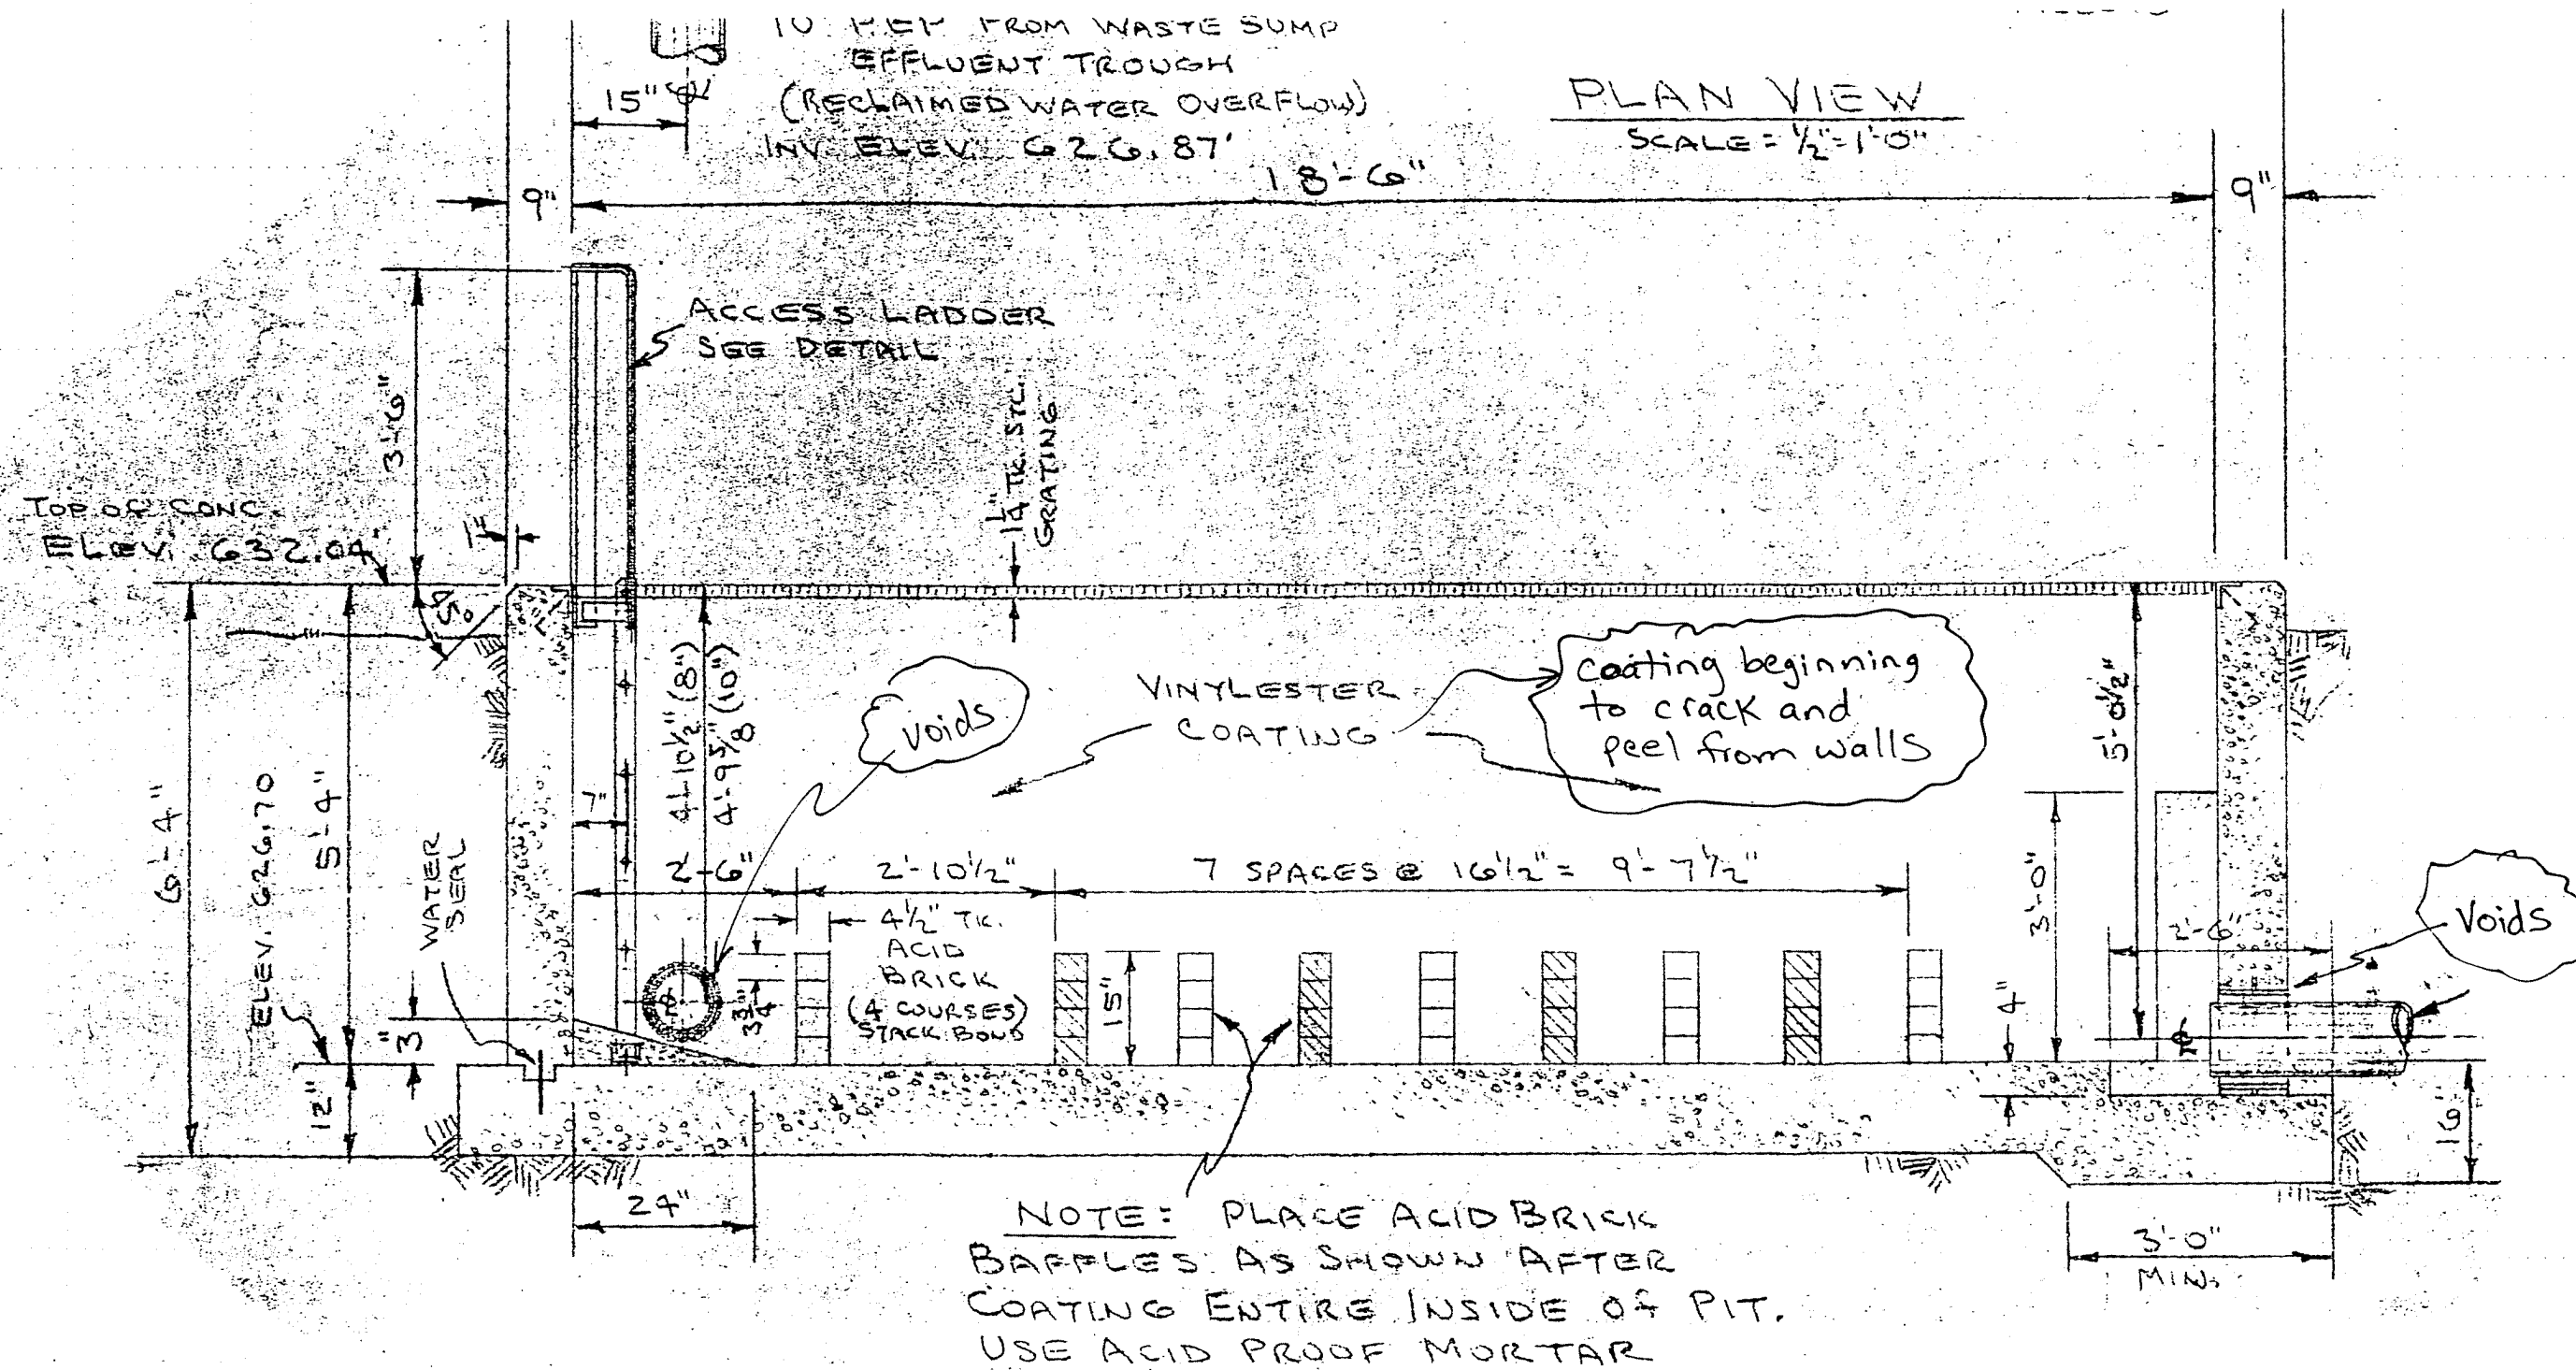 FROM WASTE SUMP
EFFLUENT TROUGH
(RECLAIMED WATER OVERFLOW)
INV. ELEV. 626.87'
15"
PLAN VIEW
SCALE = 1/2" = 1'-0"
9"
18'-6"
9"
ACCESS LADDER
SEE DETAIL
3'-6"
1 1/4" TK. STL.
GRATING
TOP OF CONC.
ELEV. 632.04'
1"
45°
4'-10 1/2" (8")
4'-9 5/8" (10")
voids
VINYLESTER
COATING
coating beginning
to crack and
peel from walls
5'-0 1/2"
6'-4"
ELEV. 626.70
5'-4"
WATER
SEAL
7"
2'-6"
2'-10 1/2"
7 SPACES @ 16 1/2" = 9'-7 1/2"
3'-0"
2'-6"
Voids
4 1/2" TK.
ACID
BRICK
(4 COURSES)
STACK BOND
3 3/4"
15"
4"
3"
12"
16"
24"
NOTE: PLACE ACID BRICK
BAFFLES AS SHOWN AFTER
COATING ENTIRE INSIDE OF PIT.
USE ACID PROOF MORTAR
3'-0"
MIN.